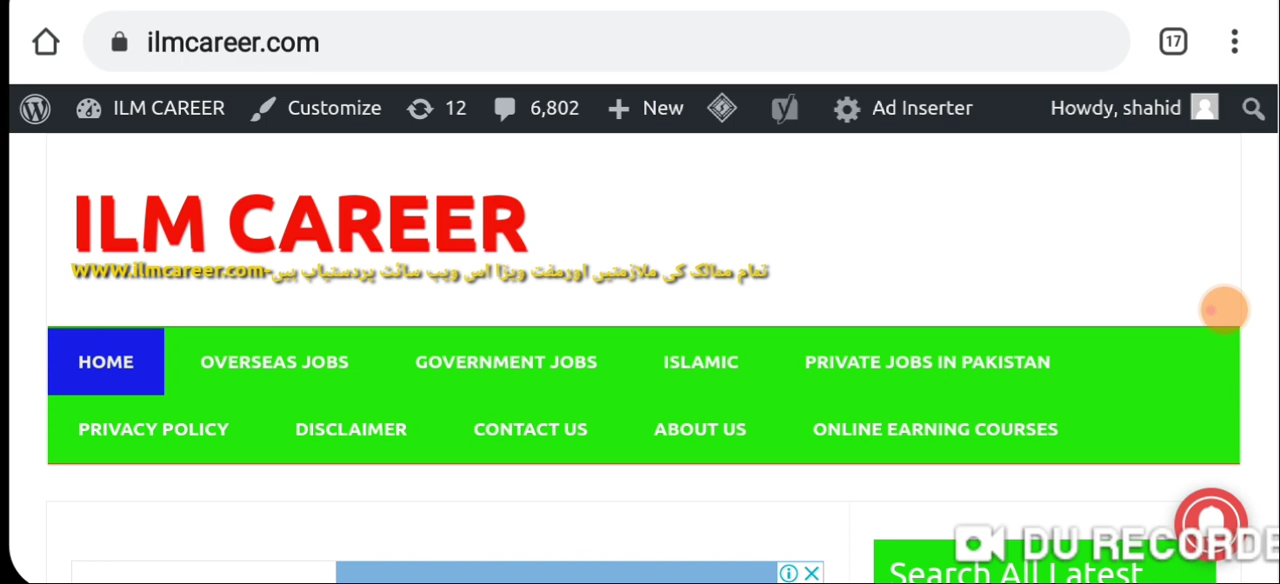 ilmcareer.com
17
ILM CAREER Customize 12 6,802 New Ad Inserter Howdy, shahid
ILM CAREER
تمام ممالک کی ملازمتیں اورمفت ویزا اس ویب سائٹ پردستیاب ہیں-www.ilmcareer.com
HOME OVERSEAS JOBS GOVERNMENT JOBS ISLAMIC PRIVATE JOBS IN PAKISTAN
PRIVACY POLICY DISCLAIMER CONTACT US ABOUT US ONLINE EARNING COURSES
DU RECORDE
Search All Latest